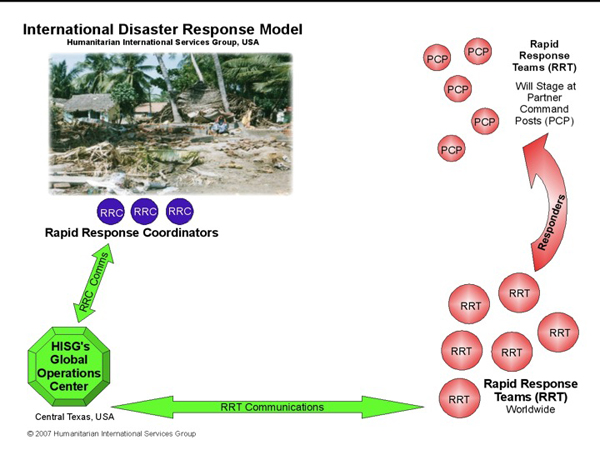 International Disaster Response Model
Humanitarian International Services Group, USA
RRC
RRC
RRC
Rapid Response Coordinators
RRC Comms
HISG's
Global
Operations
Center
Central Texas, USA
RRT Communications
© 2007 Humanitarian International Services Group
PCP
PCP
PCP
PCP
PCP
Rapid
Response
Teams (RRT)
Will Stage at
Partner
Command
Posts (PCP)
Responders
RRT
RRT
RRT
RRT
RRT
RRT
Rapid Response
Teams (RRT)
Worldwide